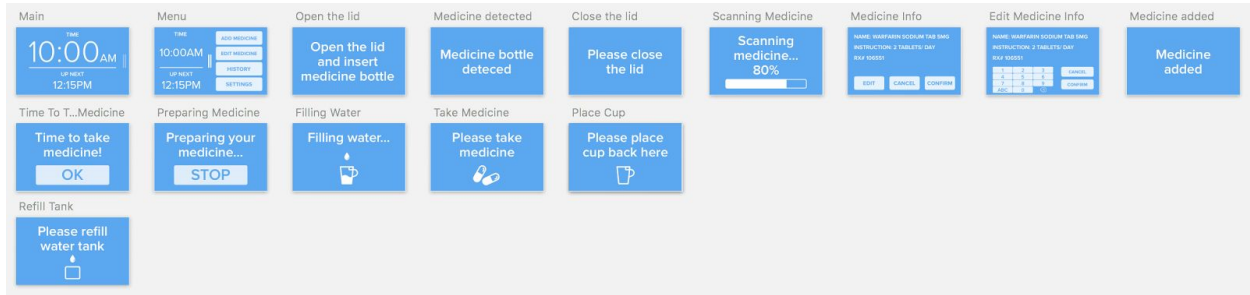 Main
Menu
Open the lid
Medicine detected
Close the lid
Scanning Medicine
Medicine Info
Edit Medicine Info
Medicine added
TIME
10:00AM
UP NEXT
12:15PM
TIME
10:00AM
UP NEXT
12:15PM
ADD MEDICINE
EDIT MEDICINE
HISTORY
SETTINGS
Open the lid
and insert
medicine bottle
Medicine bottle
deteced
Please close
the lid
Scanning
medicine...
80%
NAME: WARFARIN SODIUM TAB 5MG
INSTRUCTION: 2 TABLETS/ DAY
RX# 106551
EDIT
CANCEL
CONFIRM
NAME: WARFARIN SODIUM TAB 5MG
INSTRUCTION: 2 TABLETS/ DAY
RX# 106551
CANCEL
CONFIRM
ABC
Medicine
added
Time To T...Medicine
Preparing Medicine
Filling Water
Take Medicine
Place Cup
Time to take
medicine!
OK
Preparing your
medicine...
STOP
Filling water...
Please take
medicine
Please place
cup back here
Refill Tank
Please refill
water tank